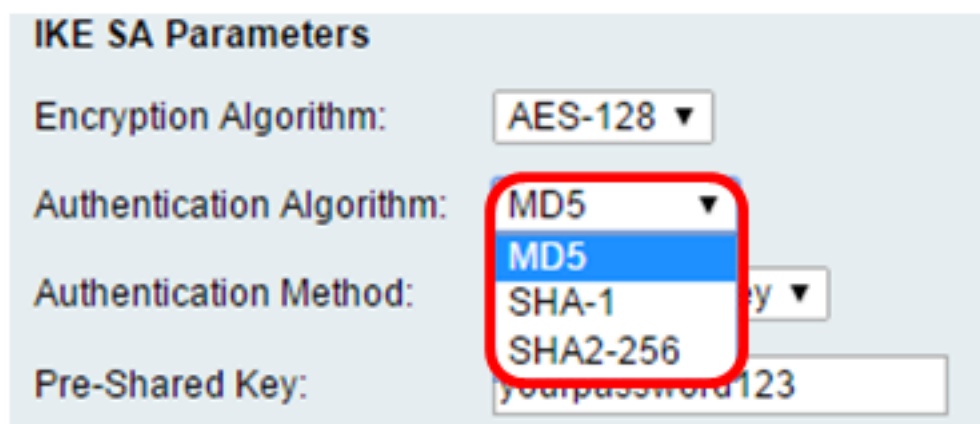 IKE SA Parameters
Encryption Algorithm: AES-128
Authentication Algorithm: MD5
MD5
Authentication Method:
SHA-1
SHA2-256
Pre-Shared Key: yourpassword123